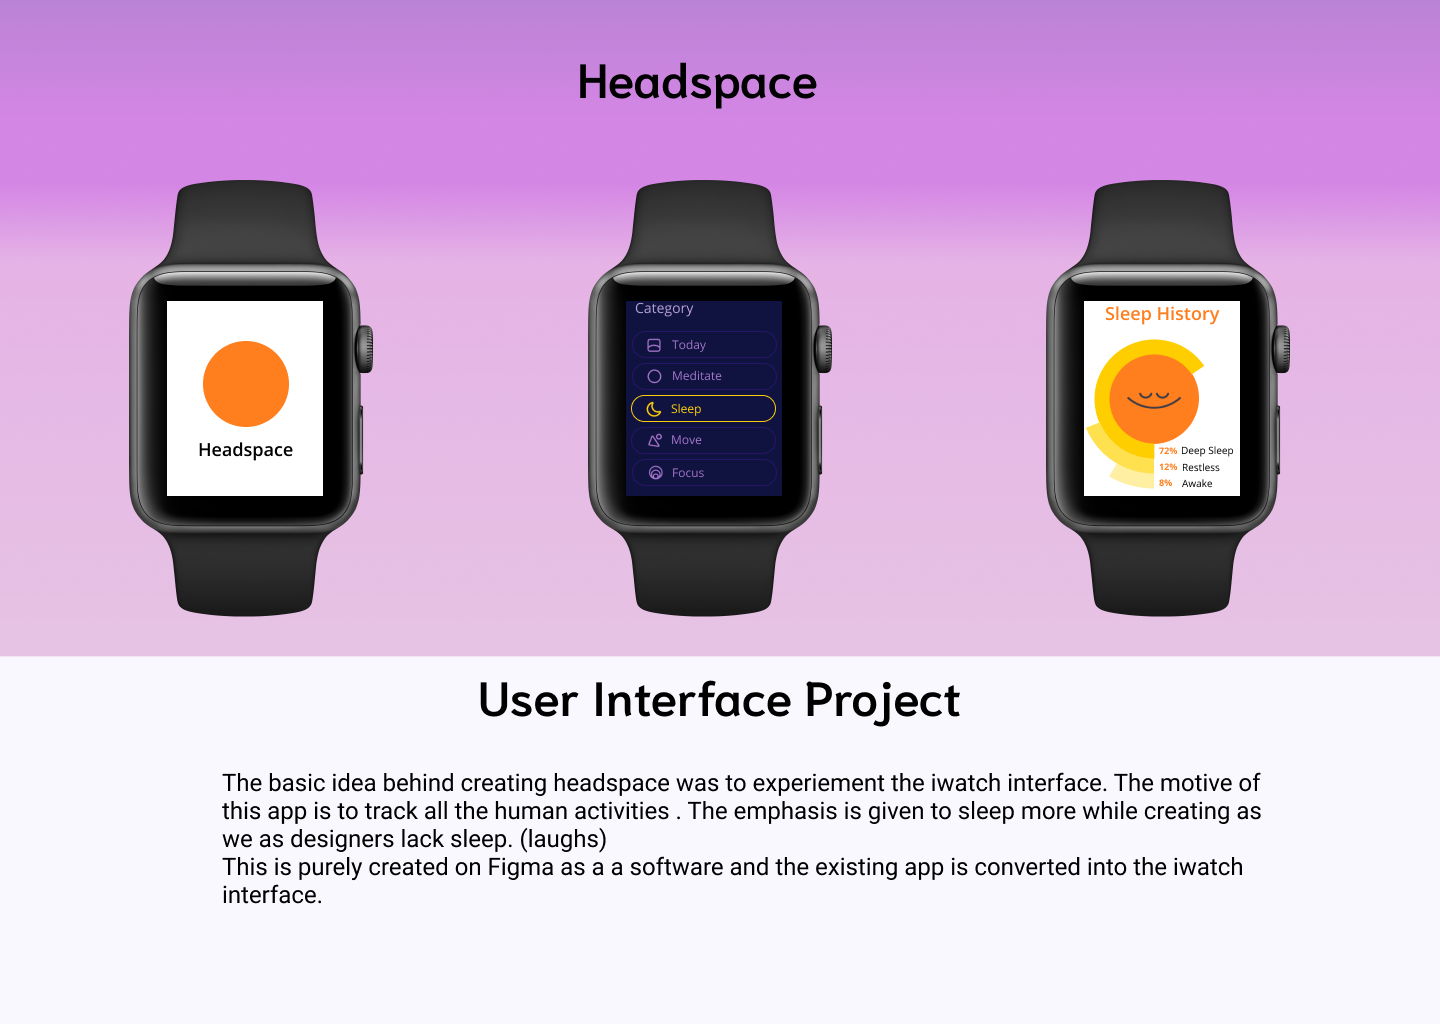 Headspace
Headspace
Category
Today
Meditate
Sleep
Move
Focus
Sleep History
72% Deep Sleep
12% Restless
8% Awake
User Interface Project
The basic idea behind creating headspace was to experiement the iwatch interface. The motive of
this app is to track all the human activities . The emphasis is given to sleep more while creating as
we as designers lack sleep. (laughs)
This is purely created on Figma as a a software and the existing app is converted into the iwatch
interface.